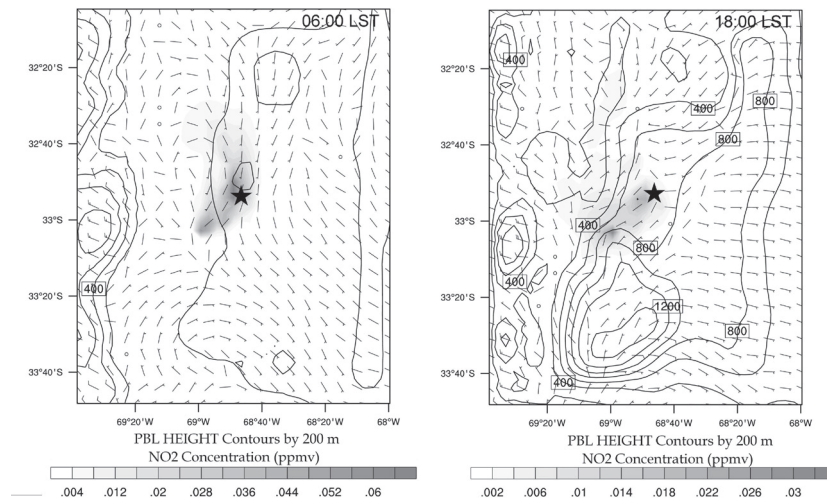 06:00 LST
32°20'S
32°40'S
33°S
33°20'S
33°40'S
400
69°20'W 69°W 68°40'W 68°20'W 68°W
PBL HEIGHT Contours by 200 m
NO2 Concentration (ppmv)
.004 .012 .02 .028 .036 .044 .052 .06
18:00 LST
32°20'S
32°40'S
33°S
33°20'S
33°40'S
400
800
400
800
400
800
400
1200
800
400
69°20'W 69°W 68°40'W 68°20'W 68°W
PBL HEIGHT Contours by 200 m
NO2 Concentration (ppmv)
.002 .006 .01 .014 .018 .022 .026 .03